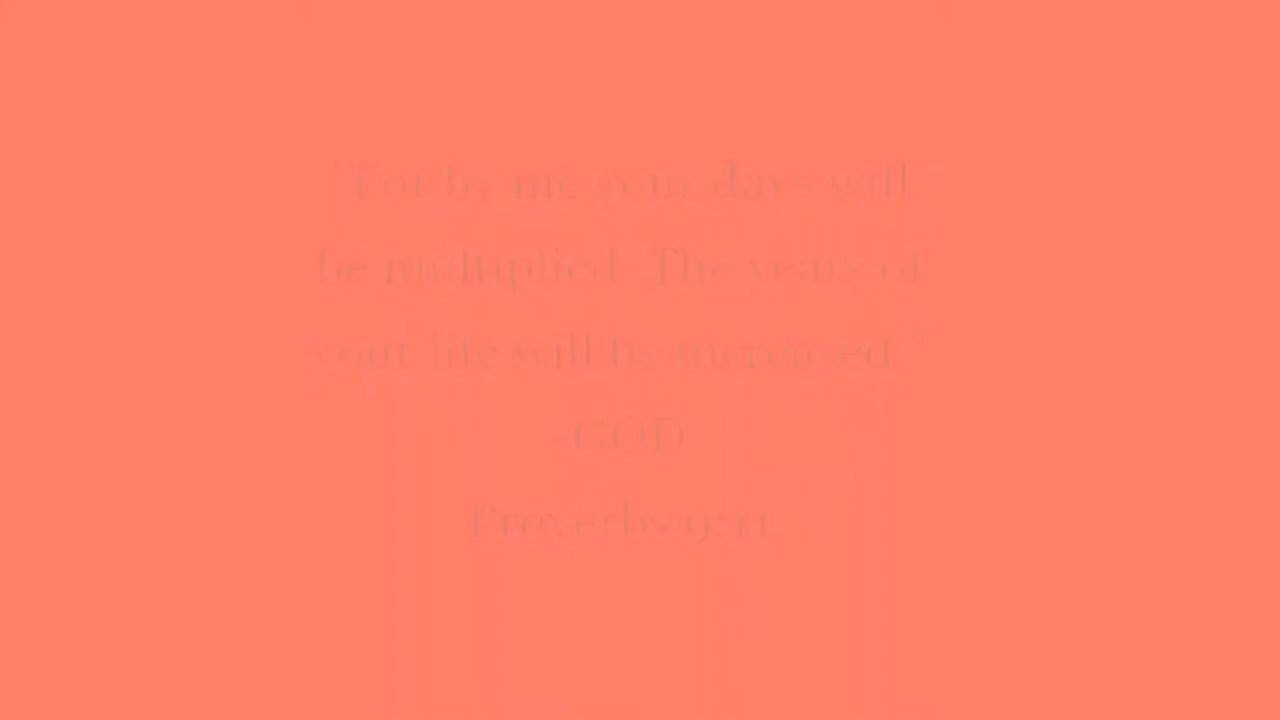 "For by me your days will
be multiplied. The years of
your life will be increased."
-GOD
Proverbs 9:11